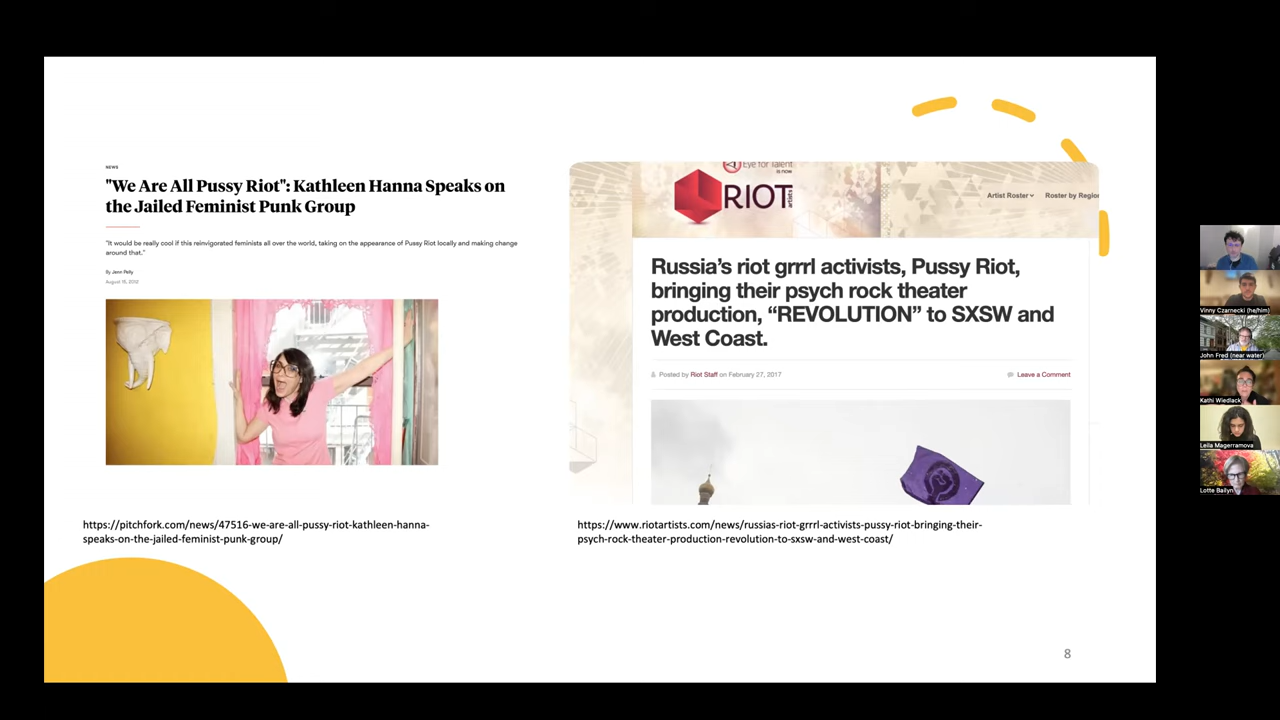 NEWS
"We Are All Pussy Riot": Kathleen Hanna Speaks on
the Jailed Feminist Punk Group
"It would be really cool if this reinvigorated feminists all over the world, taking on the appearance of Pussy Riot locally and making change
around that."
By Jenn Pelly
August 15, 2012
https://pitchfork.com/news/47516-we-are-all-pussy-riot-kathleen-hanna-
speaks-on-the-jailed-feminist-punk-group/
Eye for Talent
is now
RIOT
artists
Artist Roster
Roster by Region
Russia's riot grrrl activists, Pussy Riot,
bringing their psych rock theater
production, “REVOLUTION” to SXSW and
West Coast.
Posted by Riot Staff on February 27, 2017
Leave a Comment
https://www.riotartists.com/news/russias-riot-grrrl-activists-pussy-riot-bringing-their-
psych-rock-theater-production-revolution-to-sxsw-and-west-coast/
8
Vinny Czarnecki (he/him)
John Fred (near water)
Kathi Wiedlack
Leila Magerramova
Lotte Bailyn